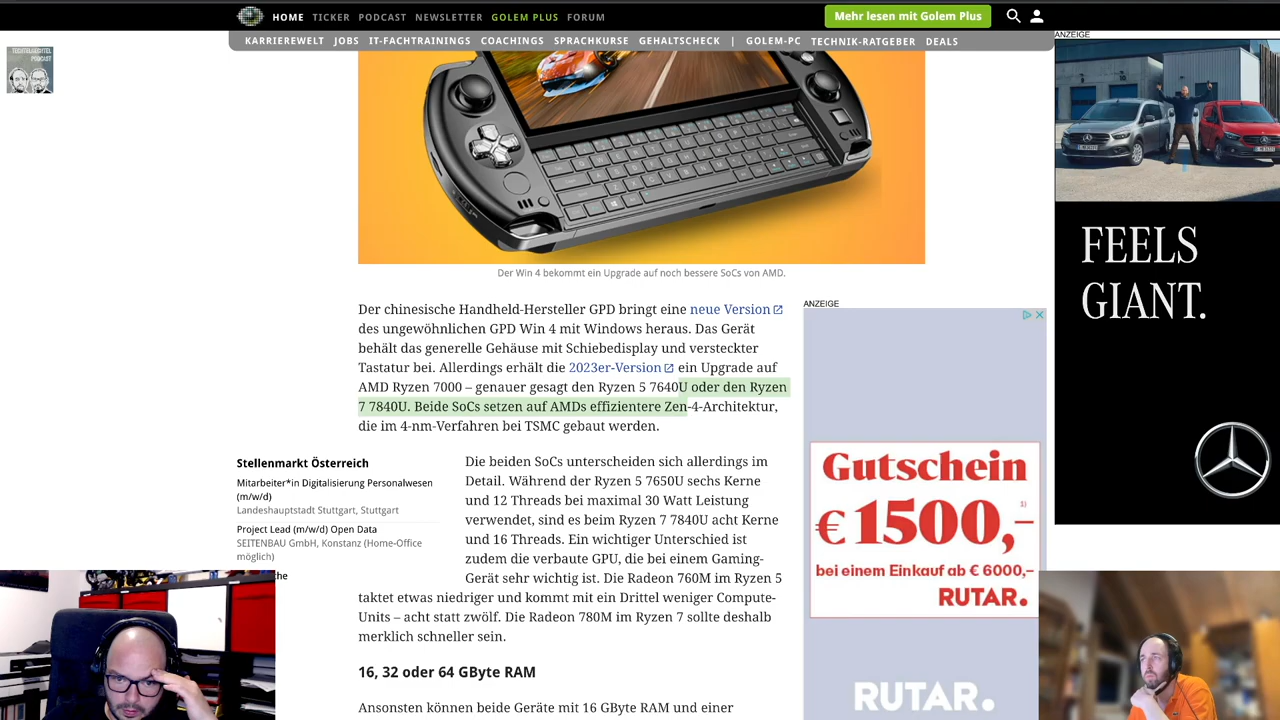 HOME TICKER PODCAST NEWSLETTER GOLEM PLUS FORUM
Mehr lesen mit Golem Plus
KARRIEREWELT JOBS IT-FACHTRAININGS COACHINGS SPRACHKURSE GEHALTSCHECK | GOLEM-PC TECHNIK-RATGEBER DEALS
ANZEIGE
TECHTELMECHTEL
PODCAST
Der Win 4 bekommt ein Upgrade auf noch bessere SoCs von AMD.
Der chinesische Handheld-Hersteller GPD bringt eine neue Version
des ungewöhnlichen GPD Win 4 mit Windows heraus. Das Gerät
behält das generelle Gehäuse mit Schiebedisplay und versteckter
Tastatur bei. Allerdings erhält die 2023er-Version ein Upgrade auf
AMD Ryzen 7000 – genauer gesagt den Ryzen 5 7640U oder den Ryzen
7 7840U. Beide SoCs setzen auf AMDs effizientere Zen-4-Architektur,
die im 4-nm-Verfahren bei TSMC gebaut werden.
Stellenmarkt Österreich
Mitarbeiter*in Digitalisierung Personalwesen
(m/w/d)
Landeshauptstadt Stuttgart, Stuttgart
Project Lead (m/w/d) Open Data
SEITENBAU GmbH, Konstanz (Home-Office
möglich)
che
Die beiden SoCs unterscheiden sich allerdings im
Detail. Während der Ryzen 5 7650U sechs Kerne
und 12 Threads bei maximal 30 Watt Leistung
verwendet, sind es beim Ryzen 7 7840U acht Kerne
und 16 Threads. Ein wichtiger Unterschied ist
zudem die verbaute GPU, die bei einem Gaming-
Gerät sehr wichtig ist. Die Radeon 760M im Ryzen 5
taktet etwas niedriger und kommt mit ein Drittel weniger Compute-
Units – acht statt zwölf. Die Radeon 780M im Ryzen 7 sollte deshalb
merklich schneller sein.
16, 32 oder 64 GByte RAM
Ansonsten können beide Geräte mit 16 GByte RAM und einer
ANZEIGE
Gutschein
€ 1500,– 1)
bei einem Einkauf ab € 6000,–
RUTAR.
RUTAR.
FEELS
GIANT.